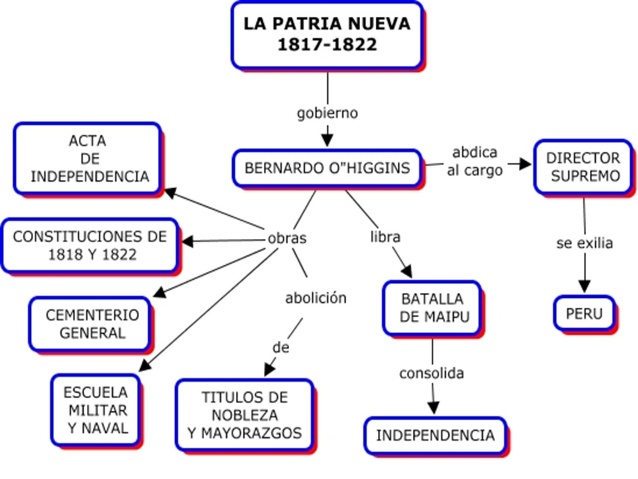 LA PATRIA NUEVA
1817-1822
gobierno
BERNARDO O"HIGGINS
abdica
al cargo
DIRECTOR
SUPREMO
se exilia
PERU
obras
ACTA
DE
INDEPENDENCIA
CONSTITUCIONES DE
1818 Y 1822
CEMENTERIO
GENERAL
ESCUELA
MILITAR
Y NAVAL
abolición
de
TITULOS DE
NOBLEZA
Y MAYORAZGOS
libra
BATALLA
DE MAIPU
consolida
INDEPENDENCIA